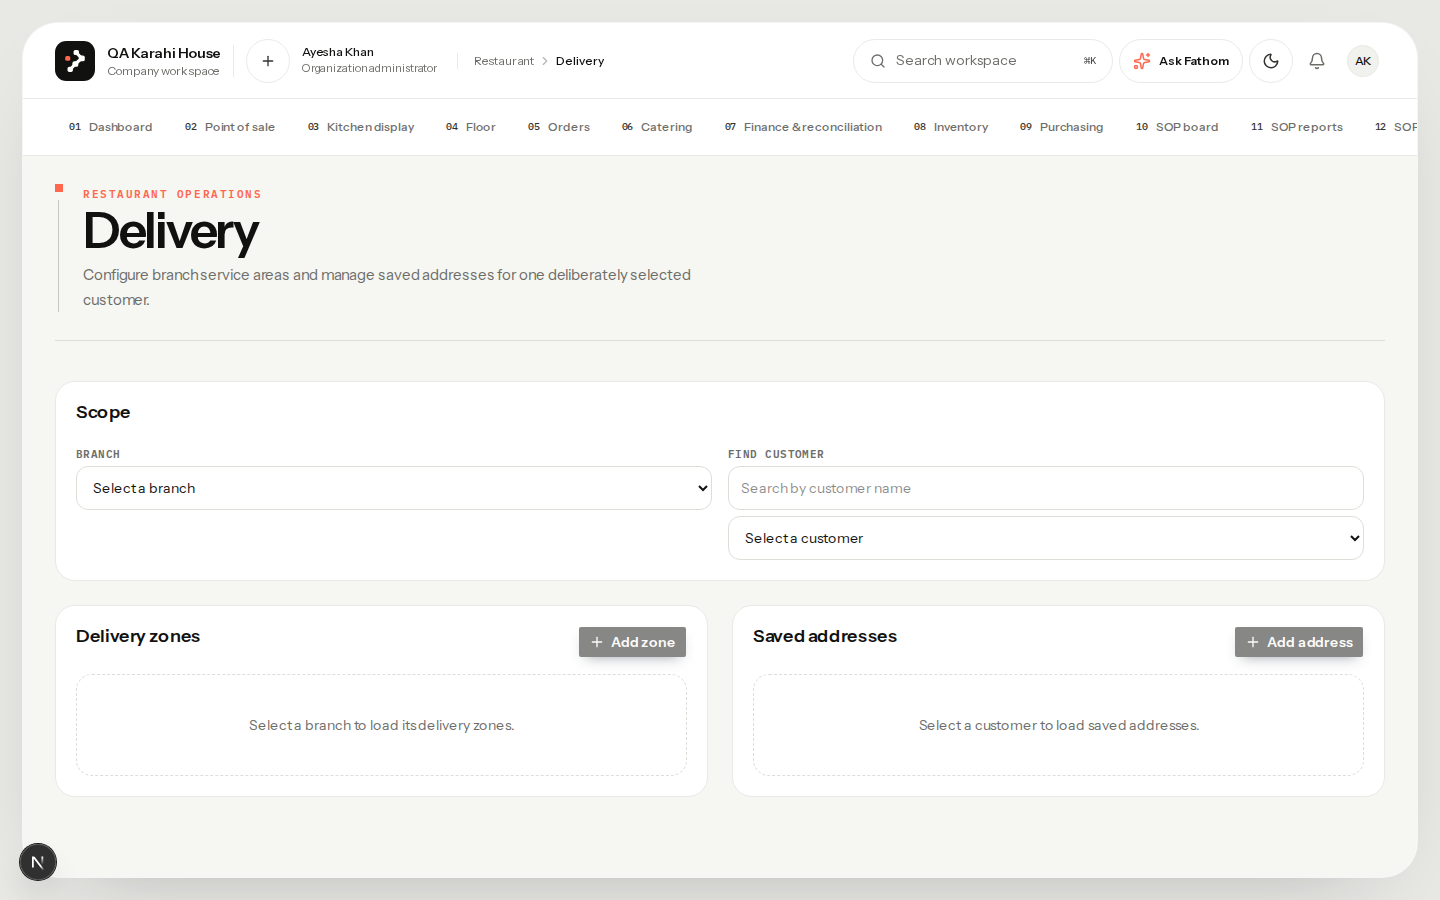 QA Karahi House
Company workspace
Ayesha Khan
Organization administrator
Restaurant > Delivery
Search workspace ⌘K
Ask Fathom
AK
01 Dashboard 02 Point of sale 03 Kitchen display 04 Floor 05 Orders 06 Catering 07 Finance & reconciliation 08 Inventory 09 Purchasing 10 SOP board 11 SOP reports 12 SOP
RESTAURANT OPERATIONS
Delivery
Configure branch service areas and manage saved addresses for one deliberately selected
customer.
Scope
BRANCH
Select a branch
FIND CUSTOMER
Search by customer name
Select a customer
Delivery zones
+ Add zone
Select a branch to load its delivery zones.
Saved addresses
+ Add address
Select a customer to load saved addresses.
N